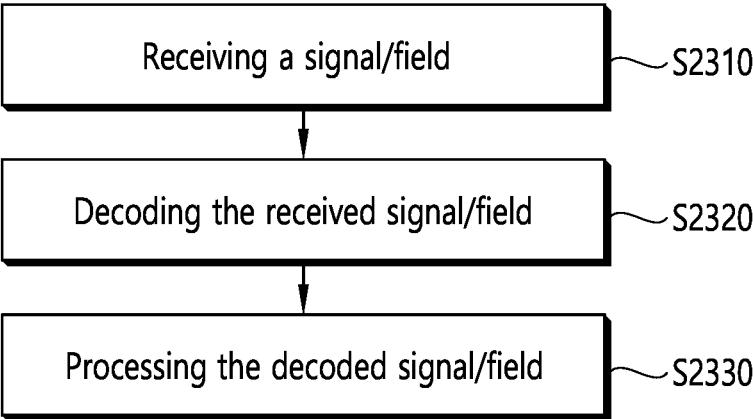 Receiving a signal/field
S2310
Decoding the received signal/field
S2320
Processing the decoded signal/field
S2330